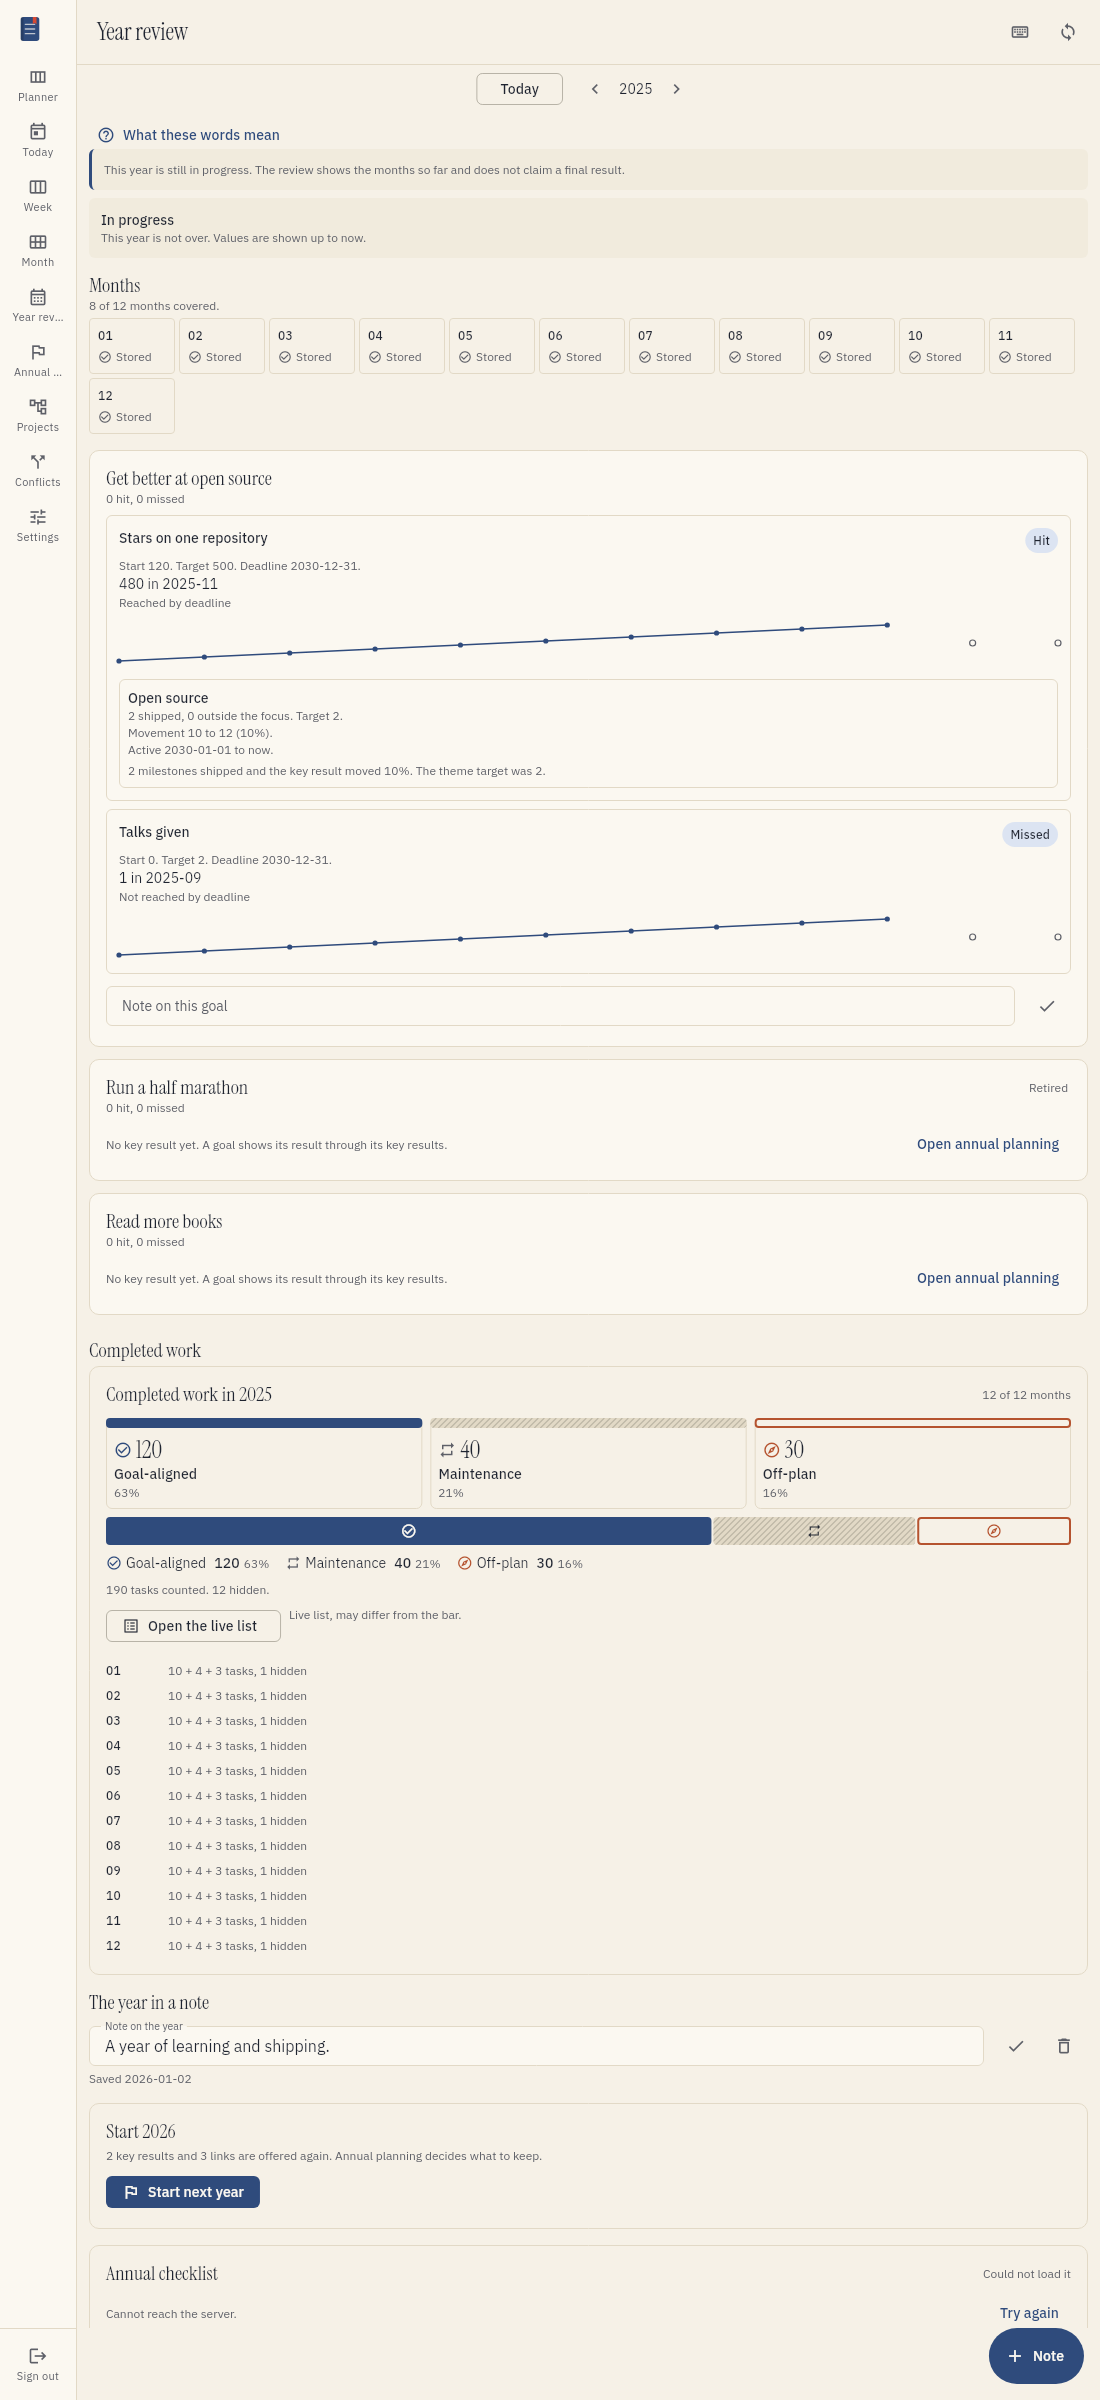 Year review
Planner
Today
Week
Month
Year rev...
Annual ...
Projects
Conflicts
Settings
Sign out
Today
2025
What these words mean
This year is still in progress. The review shows the months so far and does not claim a final result.
In progress
This year is not over. Values are shown up to now.
Months
8 of 12 months covered.
01 02 03 04 05 06 07 08 09 10 11
Stored Stored Stored Stored Stored Stored Stored Stored Stored Stored Stored
12
Stored
Get better at open source
0 hit, 0 missed
Stars on one repository
Hit
Start 120. Target 500. Deadline 2030-12-31.
480 in 2025-11
Reached by deadline
Open source
2 shipped, 0 outside the focus. Target 2.
Movement 10 to 12 (10%).
Active 2030-01-01 to now.
2 milestones shipped and the key result moved 10%. The theme target was 2.
Talks given
Missed
Start 0. Target 2. Deadline 2030-12-31.
1 in 2025-09
Not reached by deadline
Note on this goal
Run a half marathon
Retired
0 hit, 0 missed
No key result yet. A goal shows its result through its key results.
Open annual planning
Read more books
0 hit, 0 missed
No key result yet. A goal shows its result through its key results.
Open annual planning
Completed work
Completed work in 2025
12 of 12 months
120
Goal-aligned
63%
40
Maintenance
21%
30
Off-plan
16%
Goal-aligned 120 63% Maintenance 40 21% Off-plan 30 16%
190 tasks counted. 12 hidden.
Open the live list
Live list, may differ from the bar.
01 10 + 4 + 3 tasks, 1 hidden
02 10 + 4 + 3 tasks, 1 hidden
03 10 + 4 + 3 tasks, 1 hidden
04 10 + 4 + 3 tasks, 1 hidden
05 10 + 4 + 3 tasks, 1 hidden
06 10 + 4 + 3 tasks, 1 hidden
07 10 + 4 + 3 tasks, 1 hidden
08 10 + 4 + 3 tasks, 1 hidden
09 10 + 4 + 3 tasks, 1 hidden
10 10 + 4 + 3 tasks, 1 hidden
11 10 + 4 + 3 tasks, 1 hidden
12 10 + 4 + 3 tasks, 1 hidden
The year in a note
Note on the year
A year of learning and shipping.
Saved 2026-01-02
Start 2026
2 key results and 3 links are offered again. Annual planning decides what to keep.
Start next year
Annual checklist
Could not load it
Cannot reach the server.
Try again
Note